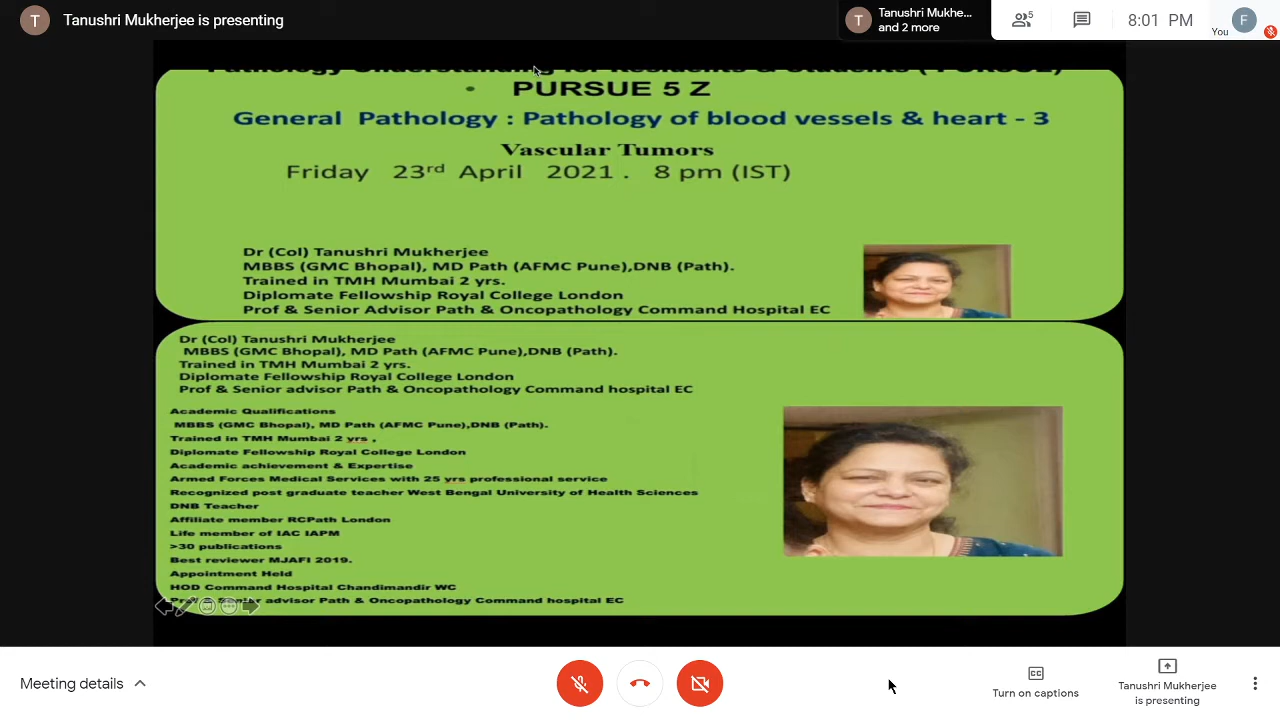 T
Tanushri Mukherjee is presenting
T
Tanushri Mukhe...
and 2 more
5
8:01 PM
You
F
Pathology Understanding for Residents & Students ( PURSUE)
• PURSUE 5 Z
General Pathology : Pathology of blood vessels & heart - 3
Vascular Tumors
Friday 23rd April 2021 . 8 pm (IST)
Dr (Col) Tanushri Mukherjee
MBBS (GMC Bhopal), MD Path (AFMC Pune),DNB (Path).
Trained in TMH Mumbai 2 yrs.
Diplomate Fellowship Royal College London
Prof & Senior Advisor Path & Oncopathology Command Hospital EC
Dr (Col) Tanushri Mukherjee
MBBS (GMC Bhopal), MD Path (AFMC Pune),DNB (Path).
Trained in TMH Mumbai 2 yrs.
Diplomate Fellowship Royal College London
Prof & Senior advisor Path & Oncopathology Command hospital EC
Academic Qualifications
MBBS (GMC Bhopal), MD Path (AFMC Pune),DNB (Path).
Trained in TMH Mumbai 2 yrs ,
Diplomate Fellowship Royal College London
Academic achievement & Expertise
Armed Forces Medical Services with 25 yrs professional service
Recognized post graduate teacher West Bengal University of Health Sciences
DNB Teacher
Affiliate member RCPath London
Life member of IAC IAPM
>30 publications
Best reviewer MJAFI 2019.
Appointment Held
HOD Command Hospital Chandimandir WC
advisor Path & Oncopathology Command hospital EC
Meeting details
CC
Turn on captions
Tanushri Mukherjee
is presenting